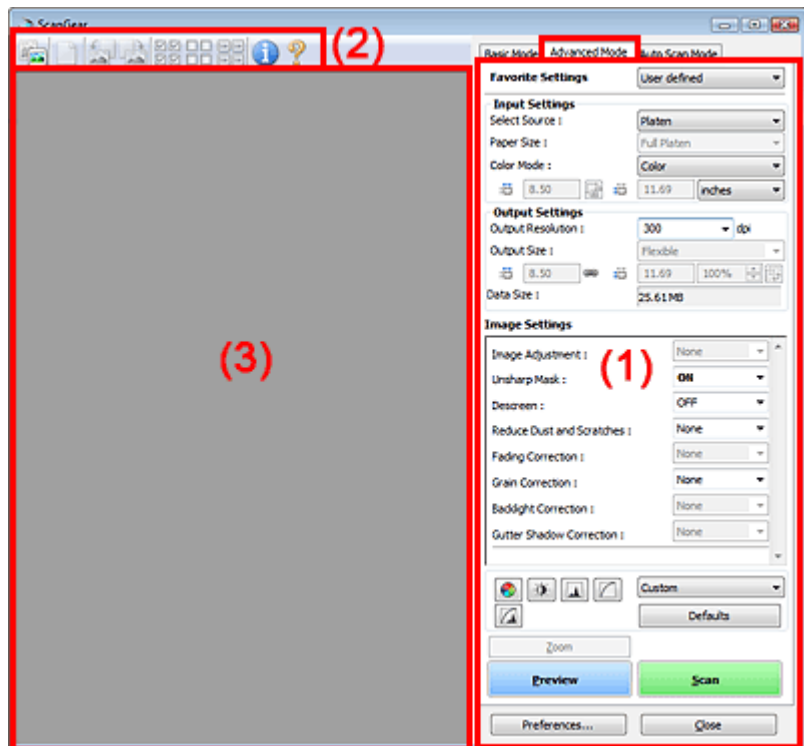 ScanGear
(2)
Basic Mode Advanced Mode Auto Scan Mode
Favorite Settings User defined
Input Settings
Select Source : Platen
Paper Size : Full Platen
Color Mode : Color
8.50 11.69 inches
Output Settings
Output Resolution : 300 dpi
Output Size : Flexible
8.50 11.69 100%
Data Size : 25.61 MB
Image Settings
(3)
(1)
Image Adjustment : None
Unsharp Mask : ON
Descreen : OFF
Reduce Dust and Scratches : None
Fading Correction : None
Grain Correction : None
Backlight Correction : None
Gutter Shadow Correction : None
Custom
Defaults
Zoom
Preview Scan
Preferences... Close